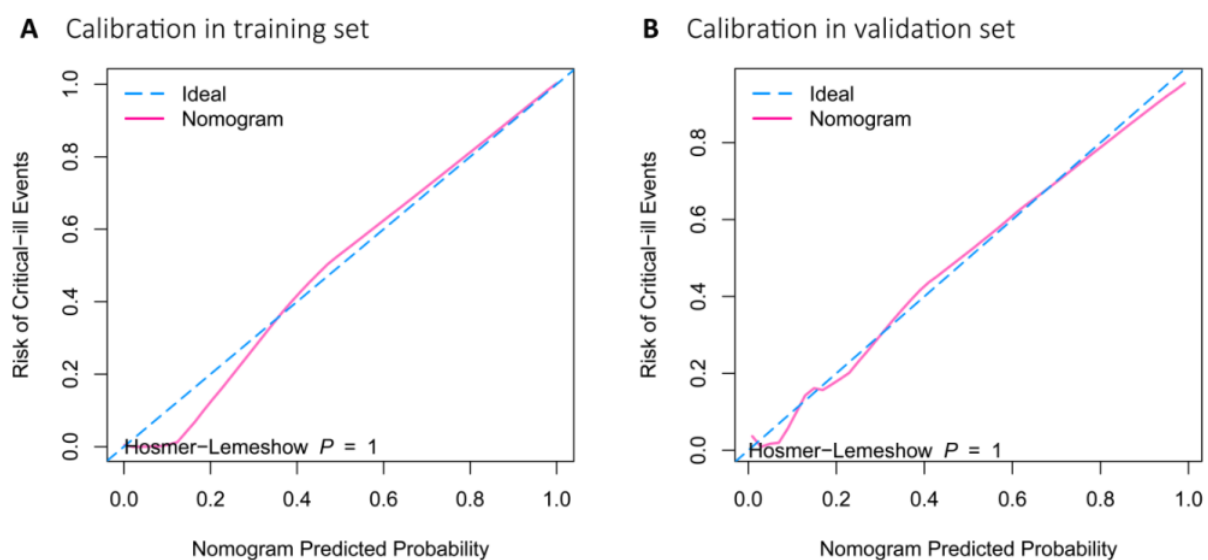 A Calibration in training set
Ideal
Nomogram
Risk of Critical-ill Events
1.0
0.8
0.6
0.4
0.2
0.0
Hosmer-Lemeshow P = 1
0.0 0.2 0.4 0.6 0.8 1.0
Nomogram Predicted Probability
B Calibration in validation set
Ideal
Nomogram
Risk of Critical-ill Events
0.8
0.6
0.4
0.2
0.0
Hosmer-Lemeshow P = 1
0.0 0.2 0.4 0.6 0.8 1.0
Nomogram Predicted Probability